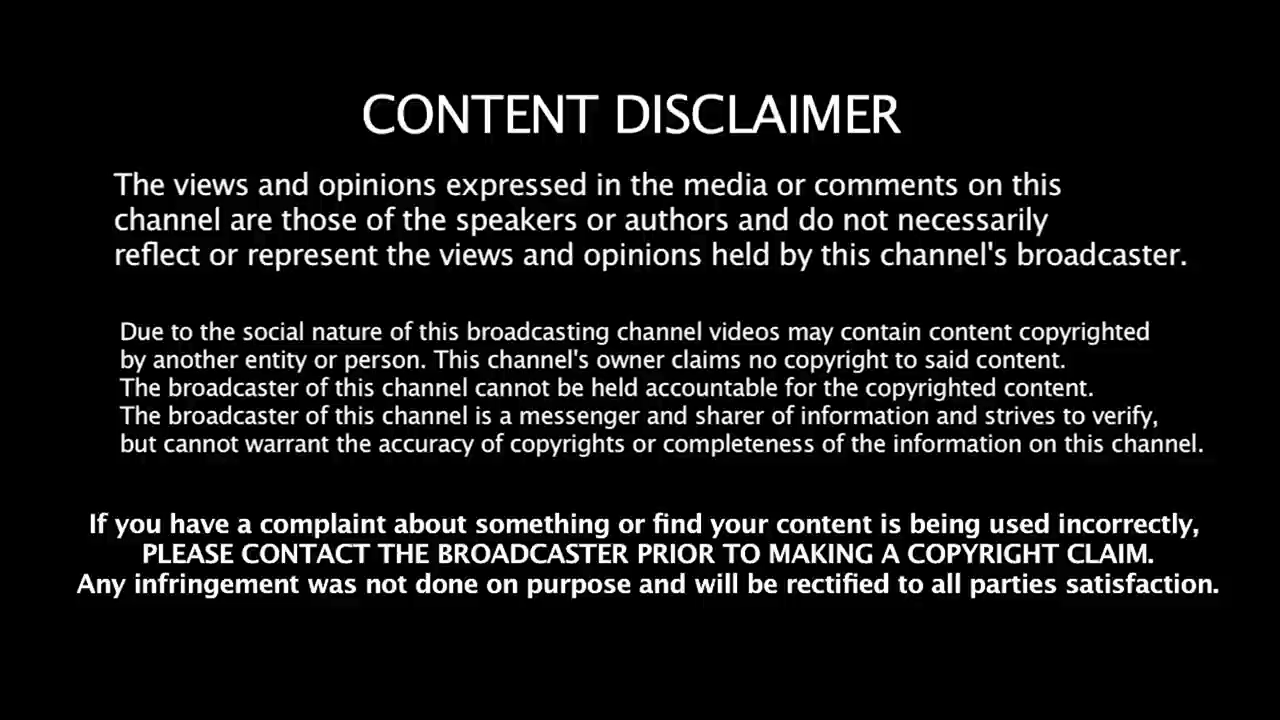 CONTENT DISCLAIMER
The views and opinions expressed in the media or comments on this
channel are those of the speakers or authors and do not necessarily
reflect or represent the views and opinions held by this channel's broadcaster.
Due to the social nature of this broadcasting channel videos may contain content copyrighted
by another entity or person. This channel's owner claims no copyright to said content.
The broadcaster of this channel cannot be held accountable for the copyrighted content.
The broadcaster of this channel is a messenger and sharer of information and strives to verify,
but cannot warrant the accuracy of copyrights or completeness of the information on this channel.
If you have a complaint about something or find your content is being used incorrectly,
PLEASE CONTACT THE BROADCASTER PRIOR TO MAKING A COPYRIGHT CLAIM.
Any infringement was not done on purpose and will be rectified to all parties satisfaction.